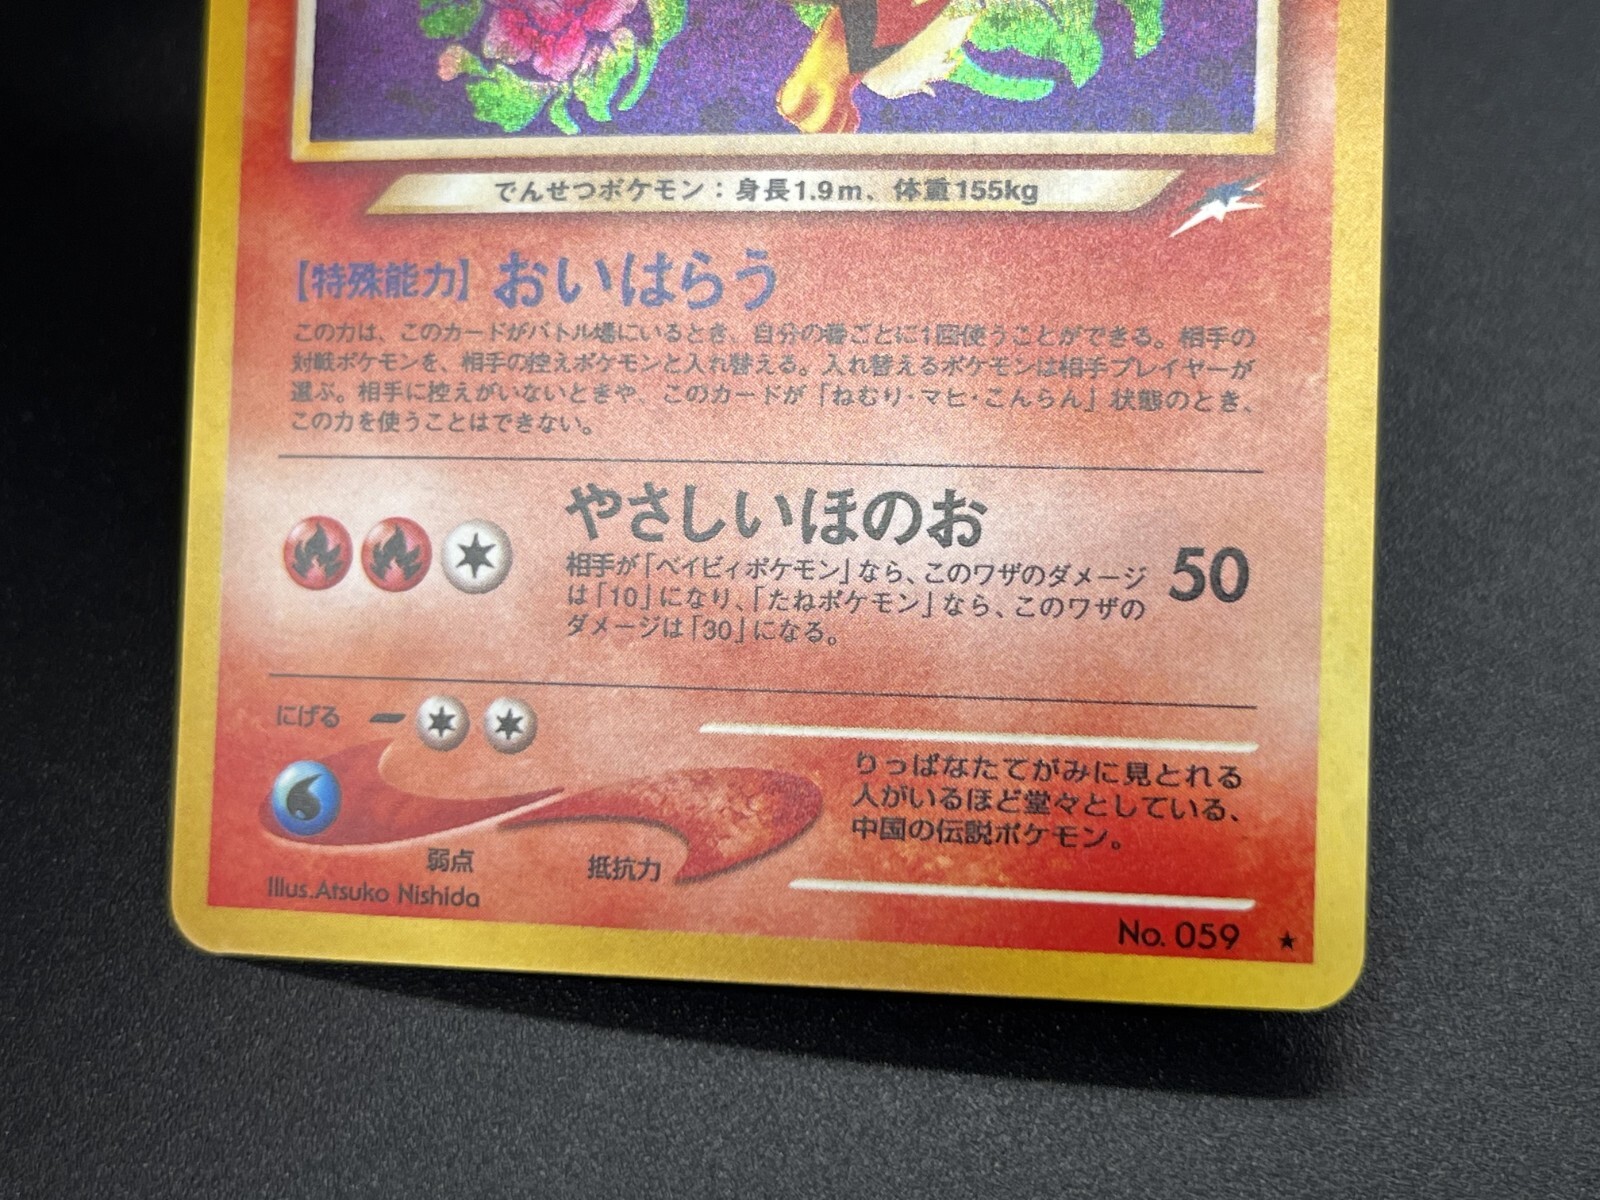 でんせつポケモン：身長1.9m、体重155kg
【特殊能力】おいはらう
この力は、このカードがバトル場にいるとき、自分の番ごとに1回使うことができる。相手の
対戦ポケモンを、相手の控えポケモンと入れ替える。入れ替えるポケモンは相手プレイヤーが
選ぶ。相手に控えがいないときや、このカードが「ねむり・マヒ・こんらん」状態のとき、
この力を使うことはできない。
やさしいほのお
相手が「ベイビィポケモン」なら、このワザのダメージ
は「10」になり、「たねポケモン」なら、このワザの
ダメージは「30」になる。
50
にげる
りっぱなたてがみに見とれる
人がいるほど堂々としている、
中国の伝説ポケモン。
弱点
抵抗力
Illus.Atsuko Nishida
No. 059 ★